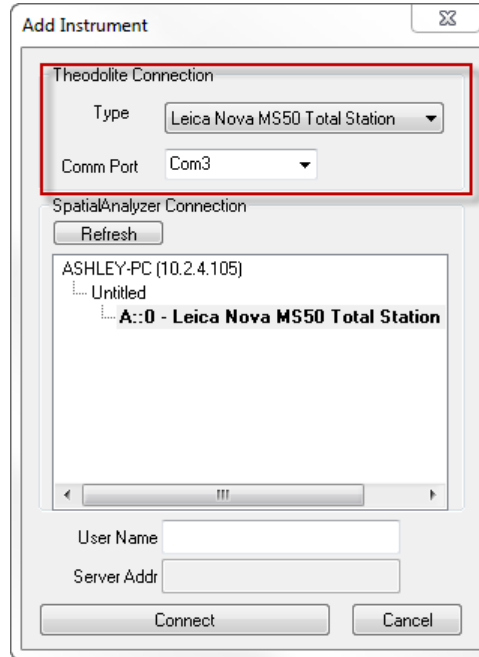 Add Instrument
Theodolite Connection
Type
Leica Nova MS50 Total Station
Comm Port
Com3
SpatialAnalyzer Connection
Refresh
ASHLEY-PC (10.2.4.105)
Untitled
A::0 - Leica Nova MS50 Total Station
User Name
Server Addr
Connect
Cancel